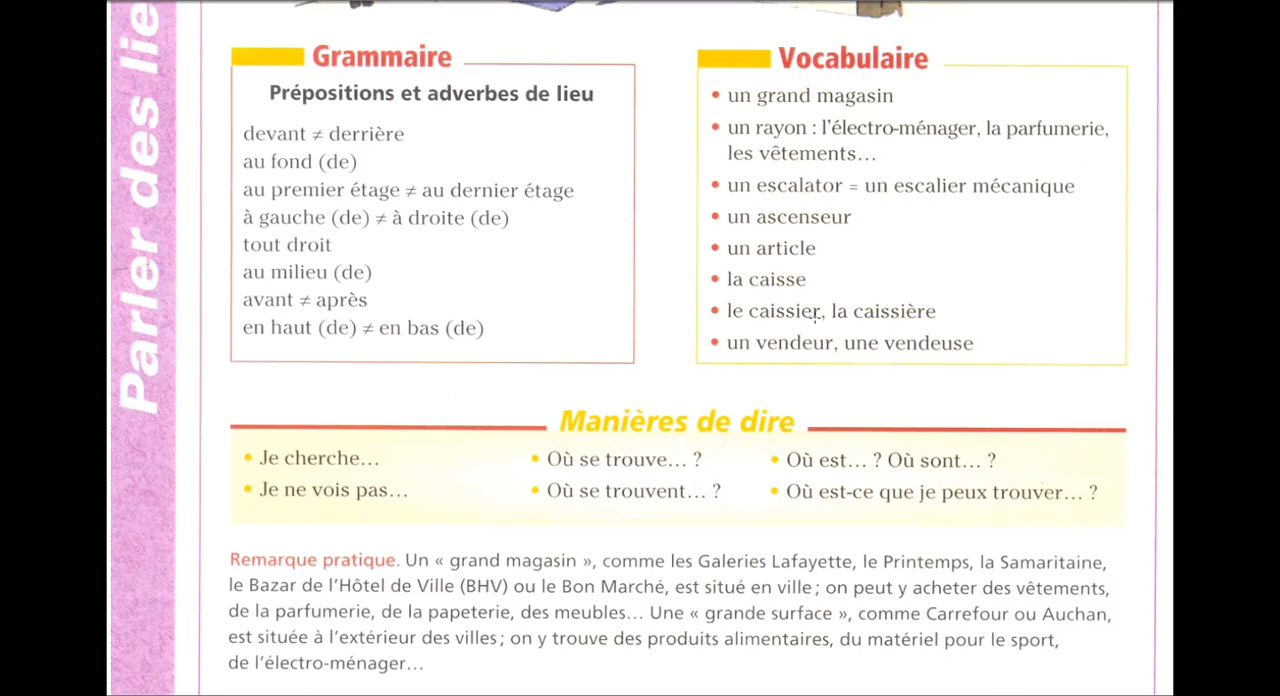 Parler des lie
Grammaire
Prépositions et adverbes de lieu
devant ≠ derrière
au fond (de)
au premier étage ≠ au dernier étage
à gauche (de) ≠ à droite (de)
tout droit
au milieu (de)
avant ≠ après
en haut (de) ≠ en bas (de)
Vocabulaire
• un grand magasin
• un rayon : l'électro-ménager, la parfumerie,
les vêtements...
• un escalator = un escalier mécanique
• un ascenseur
• un article
• la caisse
• le caissier, la caissière
• un vendeur, une vendeuse
Manières de dire
• Je cherche...
• Je ne vois pas...
• Où se trouve... ?
• Où se trouvent... ?
• Où est... ? Où sont... ?
• Où est-ce que je peux trouver... ?
Remarque pratique. Un « grand magasin », comme les Galeries Lafayette, le Printemps, la Samaritaine,
le Bazar de l'Hôtel de Ville (BHV) ou le Bon Marché, est situé en ville ; on peut y acheter des vêtements,
de la parfumerie, de la papeterie, des meubles... Une « grande surface », comme Carrefour ou Auchan,
est située à l'extérieur des villes ; on y trouve des produits alimentaires, du matériel pour le sport,
de l'électro-ménager...